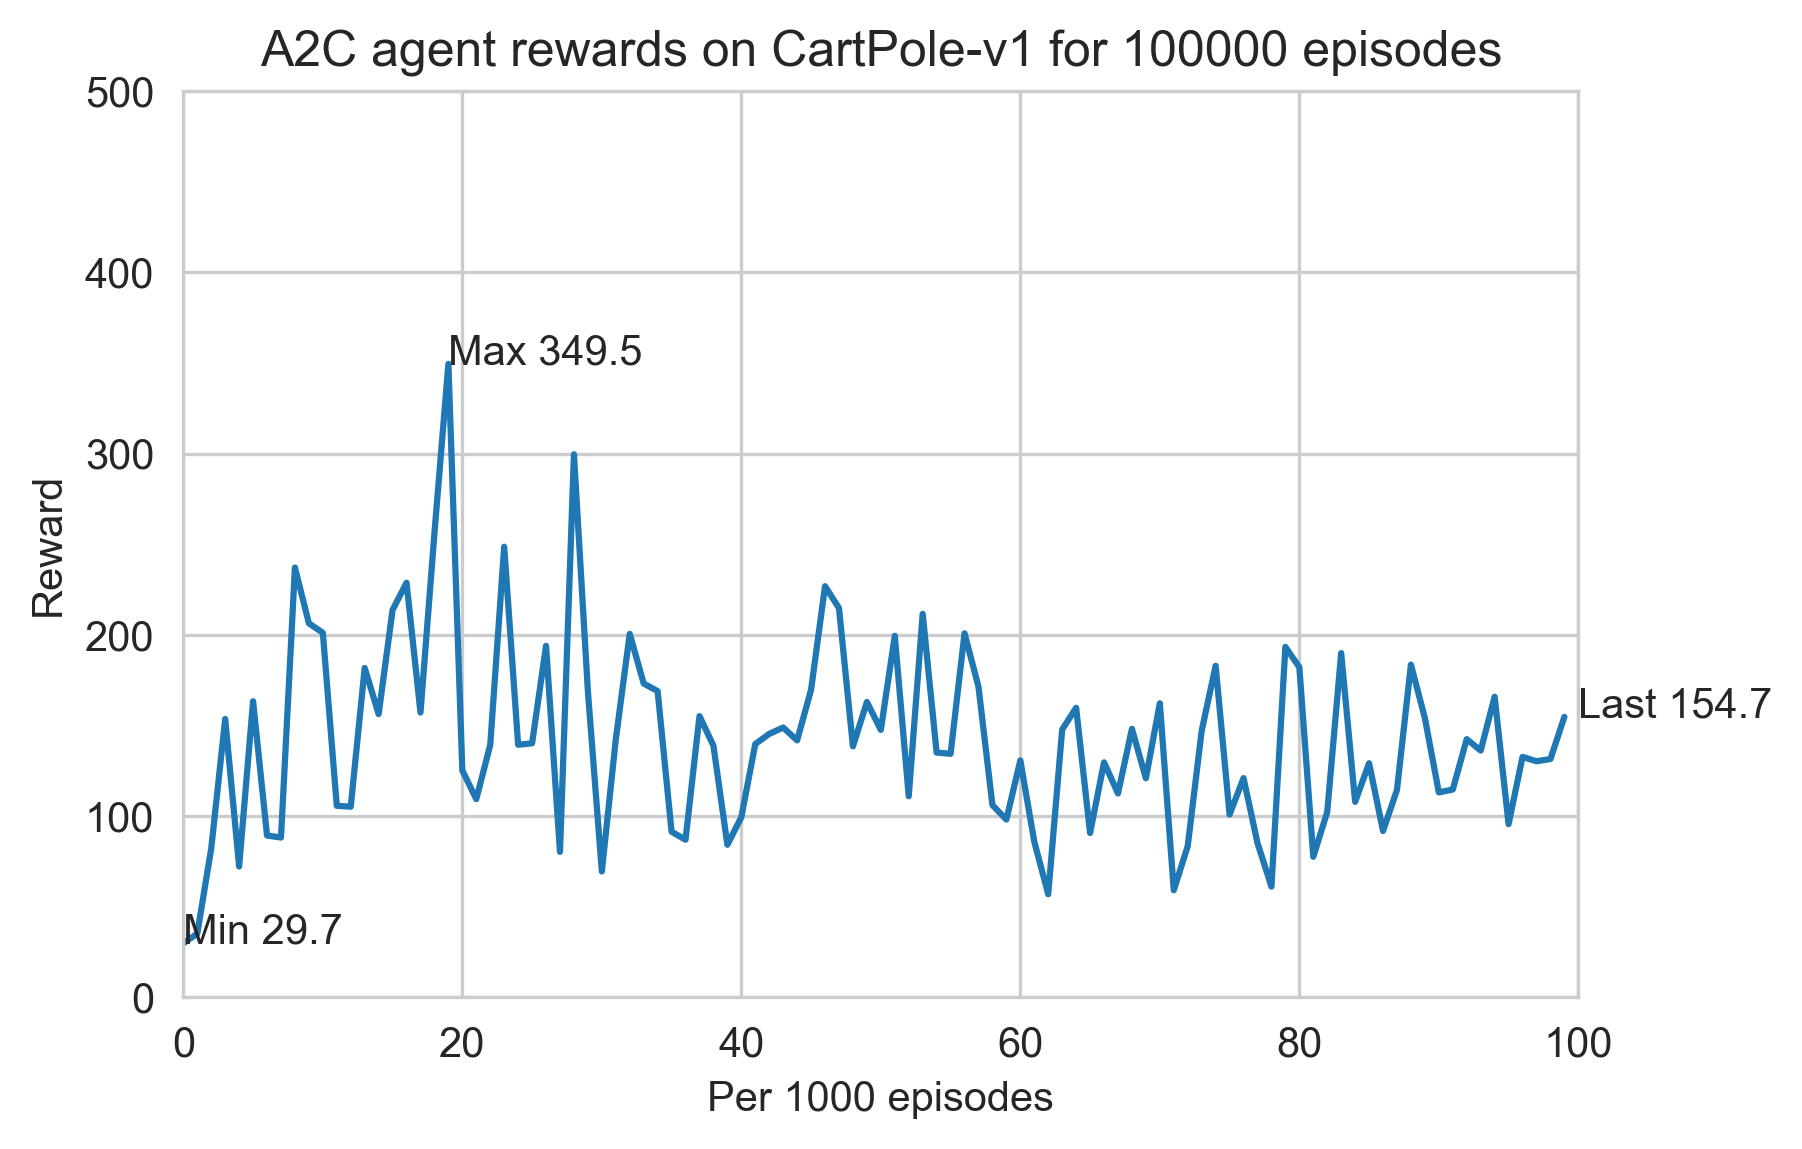 A2C agent rewards on CartPole-v1 for 100000 episodes
500
400
300
200
100
0
Reward
Max 349.5
Last 154.7
Min 29.7
0 20 40 60 80 100
Per 1000 episodes